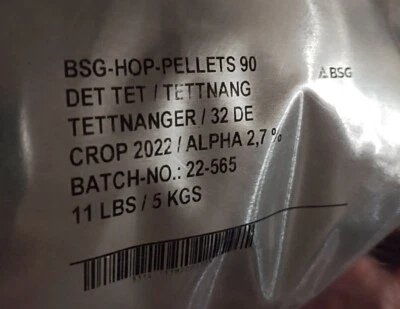 BSG-HOP-PELLETS 90
BSG
DET TET / TETTNANG
TETTNANGER / 32 DE
CROP 2022 / ALPHA 2,7 %
BATCH-NO.: 22-565
11 LBS / 5 KGS